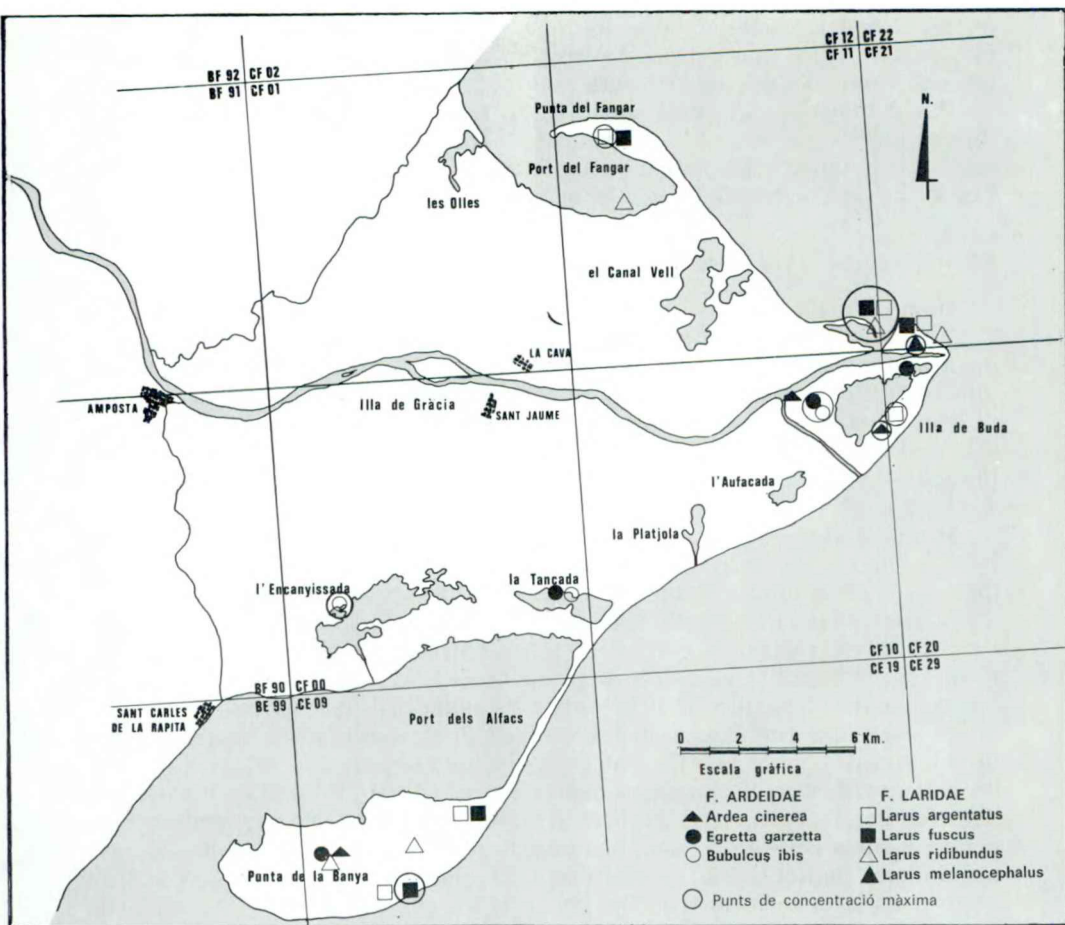 CF 12 CF 22
CF 11 CF 21
BF 92 CF 02
BF 91 CF 01
N.
Punta del Fangar
Port del Fangar
les Olles
el Canal Vell
LA CAVA
AMPOSTA
Illa de Gràcia
SANT JAUME
Illa de Buda
l'Aufacada
la Platjola
l'Encanyissada
la Tancada
CF 10 CF 20
CE 19 CE 29
BF 90 CF 00
BE 99 CE 09
SANT CARLES
DE LA RAPITA
Port dels Alfacs
0 2 4 6 Km.
Escala gràfica
Punta de la Banya
F. ARDEIDAE
Ardea cinerea
Egretta garzetta
Bubulcus ibis
F. LARIDAE
Larus argentatus
Larus fuscus
Larus ridibundus
Larus melanocephalus
Punts de concentració màxima